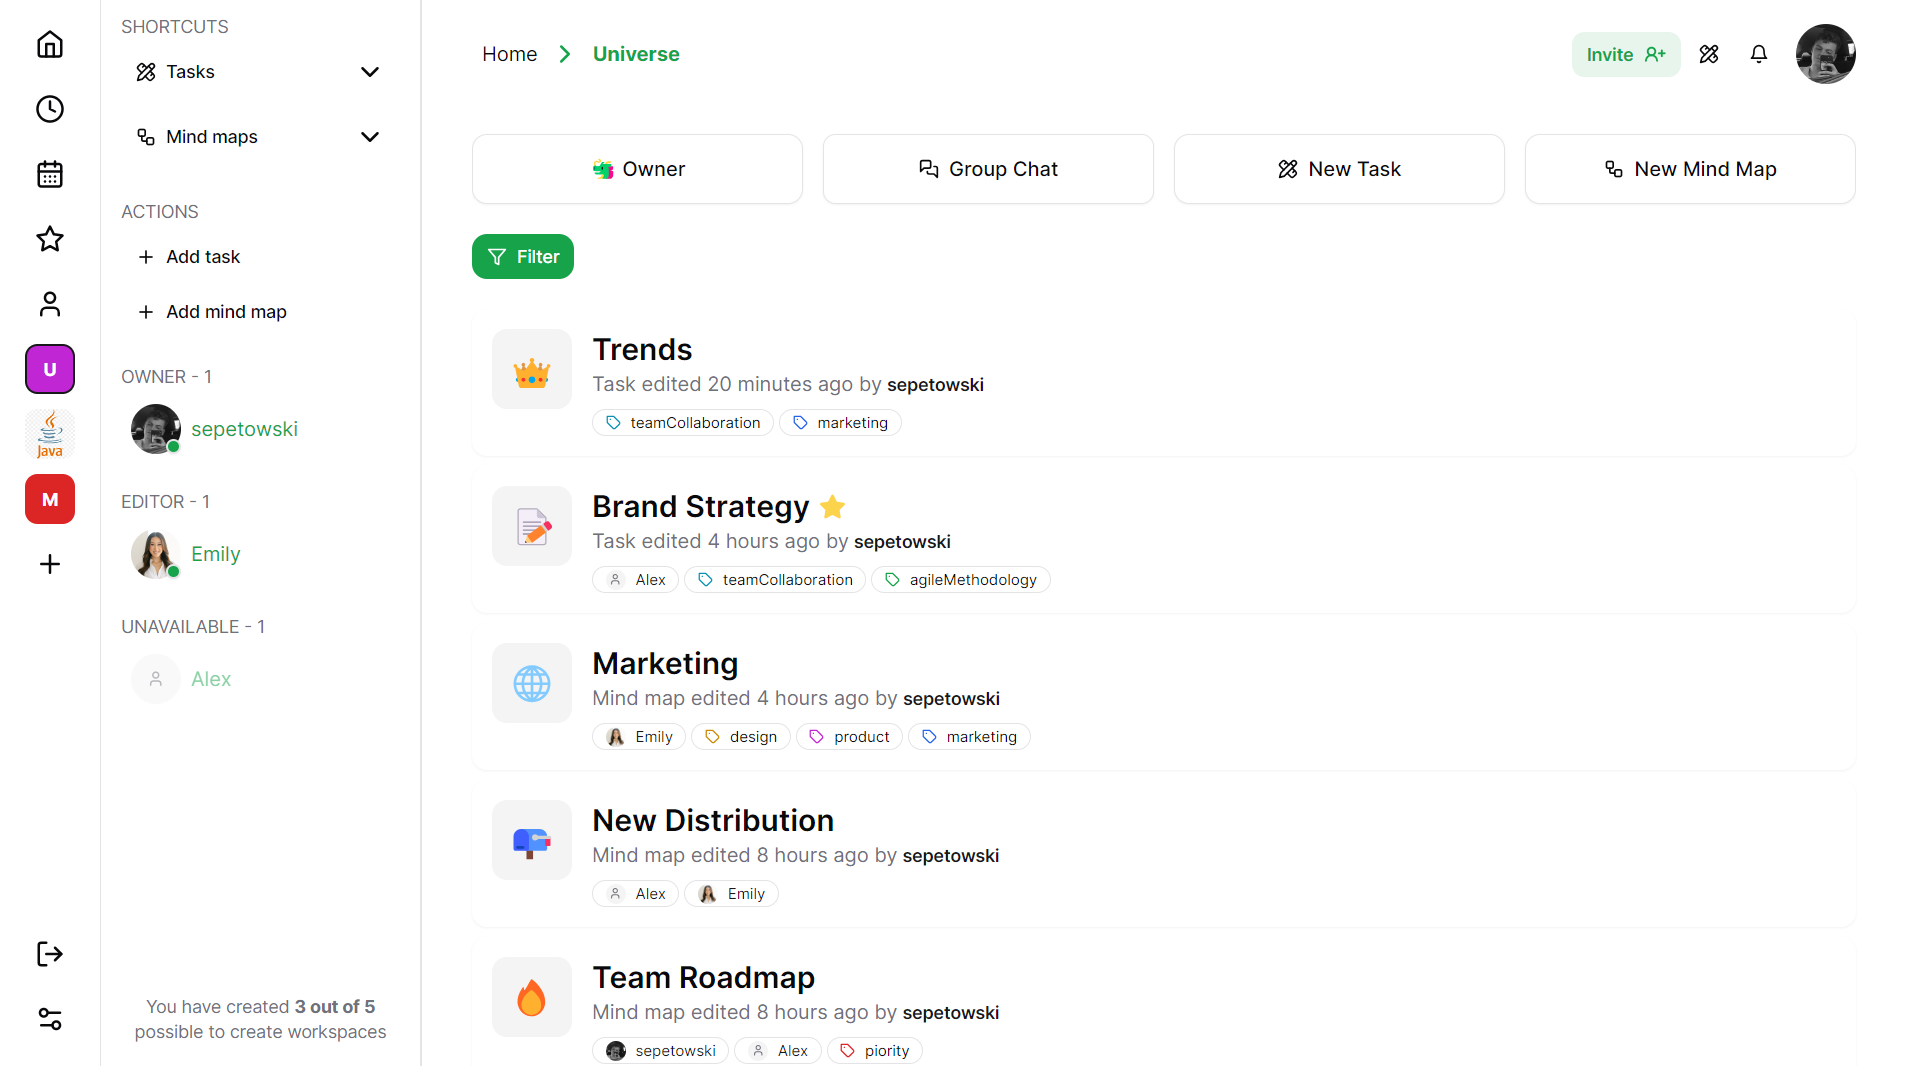 SHORTCUTS
Tasks
Mind maps
ACTIONS
Add task
Add mind map
OWNER - 1
sepetowski
EDITOR - 1
Emily
UNAVAILABLE - 1
Alex
You have created 3 out of 5
possible to create workspaces
U
Java
M
Home
Universe
Invite
Owner
Group Chat
New Task
New Mind Map
Filter
Trends
Task edited 20 minutes ago by sepetowski
teamCollaboration
marketing
Brand Strategy
Task edited 4 hours ago by sepetowski
Alex
teamCollaboration
agileMethodology
Marketing
Mind map edited 4 hours ago by sepetowski
Emily
design
product
marketing
New Distribution
Mind map edited 8 hours ago by sepetowski
Alex
Emily
Team Roadmap
Mind map edited 8 hours ago by sepetowski
sepetowski
Alex
piority